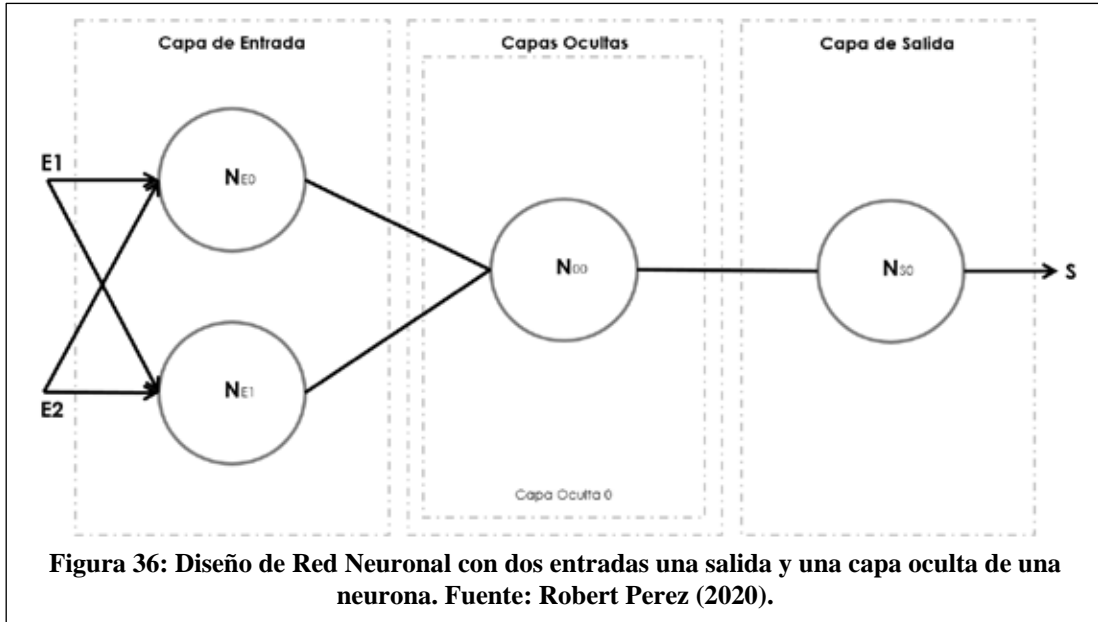 Capa de Entrada
Capas Ocultas
Capa de Salida
E1
NE0
NO0
NS0
S
E2
NE1
Capa Oculta 0
Figura 36: Diseño de Red Neuronal con dos entradas una salida y una capa oculta de una
neurona. Fuente: Robert Perez (2020).